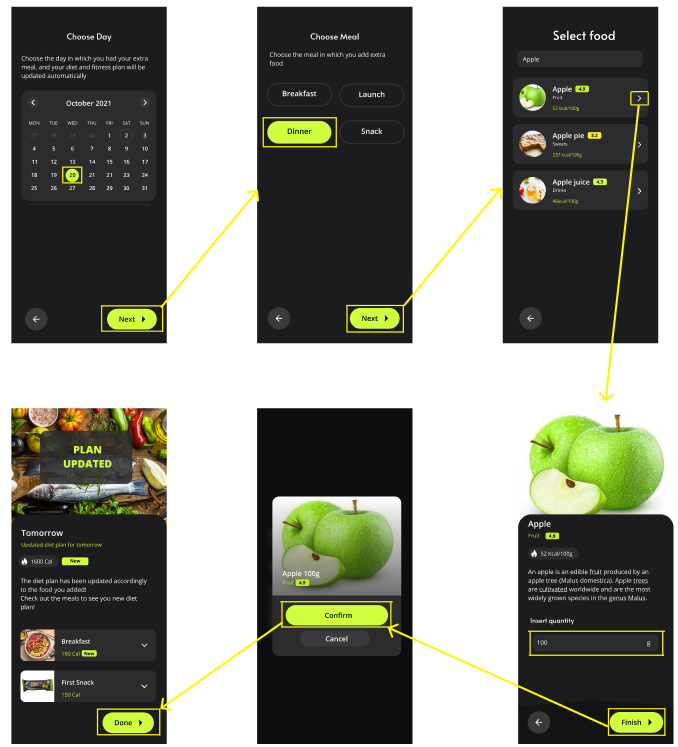 Choose Day
Choose the day in which you had your extra
meal, and your diet and fitness plan will be
updated automatically
October 2021
MON TUE WED THU FRI SAT SUN
27 28 29 30 1 2 3
4 5 6 7 8 9 10
11 12 13 14 15 16 17
18 19 20 21 21 23 24
25 26 27 28 29 30 31
Next
Choose Meal
Choose the meal in which you add extra
food
Breakfast
Launch
Dinner
Snack
Next
Select food
Apple
Apple 4.9
Fruit
52 kcal/100g
Apple pie 3.2
Sweets
237 kcal/100g
Apple juice 4.3
Drinks
46kcal/100g
PLAN
UPDATED
Tomorrow
Updated diet plan for tomorrow
1600 Cal New
The diet plan has been updated accordingly
to the food you added!
Check out the meals to see you new diet
plan!
Breakfast
190 Cal New
First Snack
150 Cal
Done
Apple 100g
Fruit 4.9
Confirm
Cancel
Apple
Fruit 4.9
52 Kcal/100g
An apple is an edible fruit produced by an
apple tree (Malus domestica). Apple trees
are cultivated worldwide and are the most
widely grown species in the genus Malus.
Insert quantity
100 g
Finish